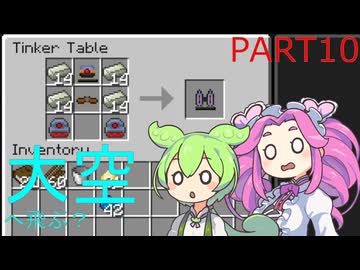 PART10
Tinker Table
14
14
14
14
Inventory
大空
へ飛ぶ?
42